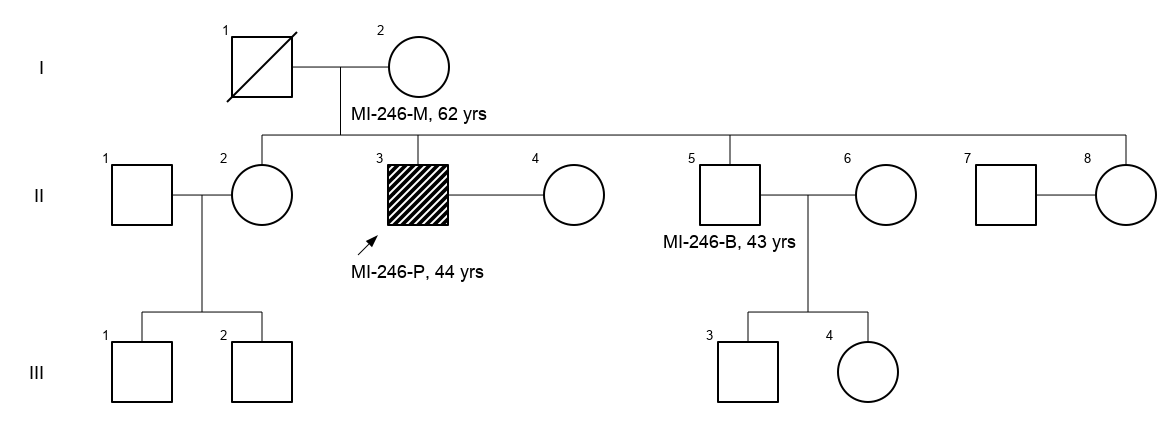 1 2
I
MI-246-M, 62 yrs
1 2 3 4 5 6 7 8
II
MI-246-B, 43 yrs
MI-246-P, 44 yrs
1 2 3 4
III